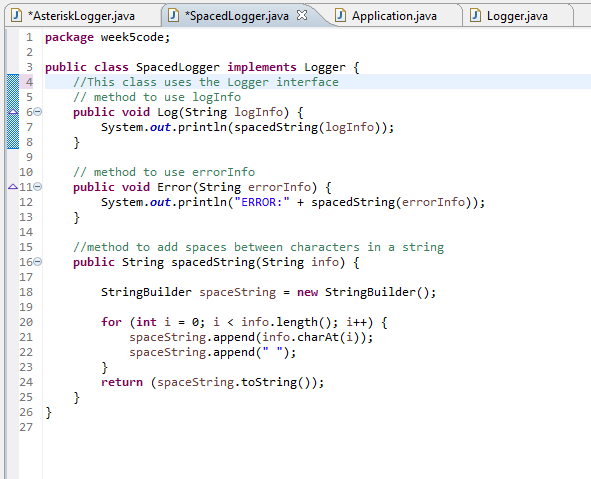 *AsteriskLogger.java *SpacedLogger.java Application.java Logger.java
1 package week5code;
2
3 public class SpacedLogger implements Logger {
4 //This class uses the Logger interface
5 // method to use logInfo
6 public void Log(String logInfo) {
7 System.out.println(spacedString(logInfo));
8 }
9
10 // method to use errorInfo
11 public void Error(String errorInfo) {
12 System.out.println("ERROR:" + spacedString(errorInfo));
13 }
14
15 //method to add spaces between characters in a string
16 public String spacedString(String info) {
17
18 StringBuilder spaceString = new StringBuilder();
19
20 for (int i = 0; i < info.length(); i++) {
21 spaceString.append(info.charAt(i));
22 spaceString.append(" ");
23 }
24 return (spaceString.toString());
25 }
26 }
27